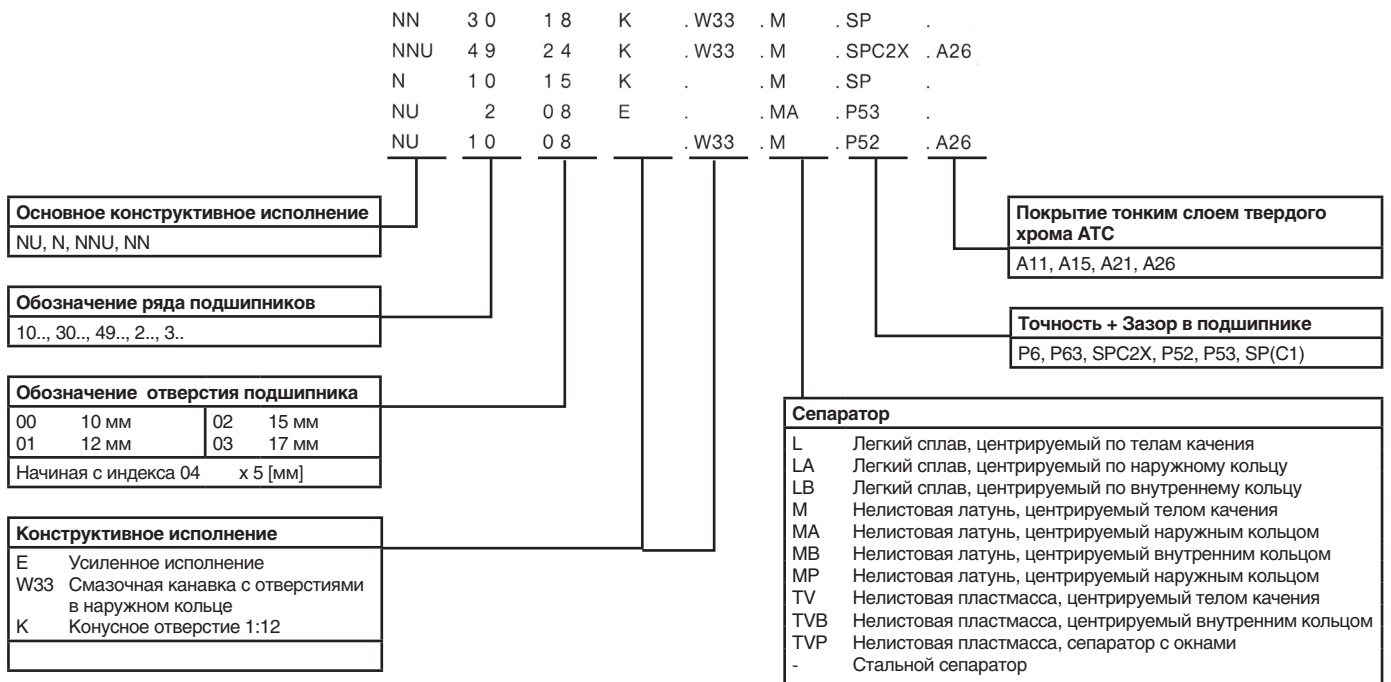 NN 30 18 K .W33 .M .SP .
NNU 49 24 K .W33 .M .SPC2X .A26
N 10 15 K . .M .SP .
NU 2 08 E . .MA .P53 .
NU 10 08 .W33 .M .P52 .A26
Основное конструктивное исполнение
NU, N, NNU, NN
Обозначение ряда подшипников
10.., 30.., 49.., 2.., 3..
Обозначение отверстия подшипника
00 10 мм 02 15 мм
01 12 мм 03 17 мм
Начиная с индекса 04 x 5 [мм]
Конструктивное исполнение
E Усиленное исполнение
W33 Смазочная канавка с отверстиями
в наружном кольце
K Конусное отверстие 1:12
Покрытие тонким слоем твердого
хрома ATC
A11, A15, A21, A26
Точность + Зазор в подшипнике
P6, P63, SPC2X, P52, P53, SP(C1)
Сепаратор
L Легкий сплав, центрируемый по телам качения
LA Легкий сплав, центрируемый по наружному кольцу
LB Легкий сплав, центрируемый по внутреннему кольцу
M Нелистовая латунь, центрируемый телом качения
MA Нелистовая латунь, центрируемый наружным кольцом
MB Нелистовая латунь, центрируемый внутренним кольцом
MP Нелистовая латунь, центрируемый наружным кольцом
TV Нелистовая пластмасса, центрируемый телом качения
TVB Нелистовая пластмасса, центрируемый внутренним кольцом
TVP Нелистовая пластмасса, сепаратор с окнами
- Стальной сепаратор